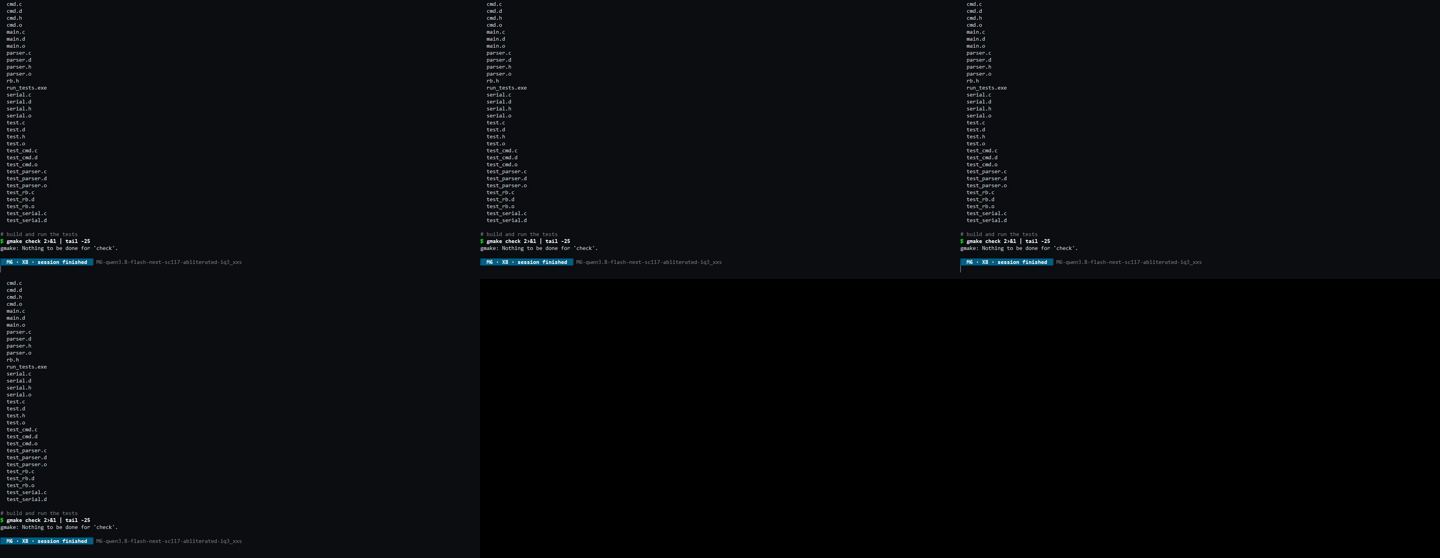 cmd.c
cmd.d
cmd.h
cmd.o
main.c
main.d
main.o
parser.c
parser.d
parser.h
parser.o
rb.h
run_tests.exe
serial.c
serial.d
serial.h
serial.o
test.c
test.d
test.h
test.o
test_cmd.c
test_cmd.d
test_cmd.o
test_parser.c
test_parser.d
test_parser.o
test_rb.c
test_rb.d
test_rb.o
test_serial.c
test_serial.d
# build and run the tests
$ gmake check 2>&1 | tail -25
gmake: Nothing to be done for 'check'.
M6 · X8 · session finished M6-qwen3.8-flash-next-sc117-abliterated-iq3_xxs
cmd.c
cmd.d
cmd.h
cmd.o
main.c
main.d
main.o
parser.c
parser.d
parser.h
parser.o
rb.h
run_tests.exe
serial.c
serial.d
serial.h
serial.o
test.c
test.d
test.h
test.o
test_cmd.c
test_cmd.d
test_cmd.o
test_parser.c
test_parser.d
test_parser.o
test_rb.c
test_rb.d
test_rb.o
test_serial.c
test_serial.d
# build and run the tests
$ gmake check 2>&1 | tail -25
gmake: Nothing to be done for 'check'.
M6 · X8 · session finished M6-qwen3.8-flash-next-sc117-abliterated-iq3_xxs
cmd.c
cmd.d
cmd.h
cmd.o
main.c
main.d
main.o
parser.c
parser.d
parser.h
parser.o
rb.h
run_tests.exe
serial.c
serial.d
serial.h
serial.o
test.c
test.d
test.h
test.o
test_cmd.c
test_cmd.d
test_cmd.o
test_parser.c
test_parser.d
test_parser.o
test_rb.c
test_rb.d
test_rb.o
test_serial.c
test_serial.d
# build and run the tests
$ gmake check 2>&1 | tail -25
gmake: Nothing to be done for 'check'.
M6 · X8 · session finished M6-qwen3.8-flash-next-sc117-abliterated-iq3_xxs
cmd.c
cmd.d
cmd.h
cmd.o
main.c
main.d
main.o
parser.c
parser.d
parser.h
parser.o
rb.h
run_tests.exe
serial.c
serial.d
serial.h
serial.o
test.c
test.d
test.h
test.o
test_cmd.c
test_cmd.d
test_cmd.o
test_parser.c
test_parser.d
test_parser.o
test_rb.c
test_rb.d
test_rb.o
test_serial.c
test_serial.d
# build and run the tests
$ gmake check 2>&1 | tail -25
gmake: Nothing to be done for 'check'.
M6 · X8 · session finished M6-qwen3.8-flash-next-sc117-abliterated-iq3_xxs